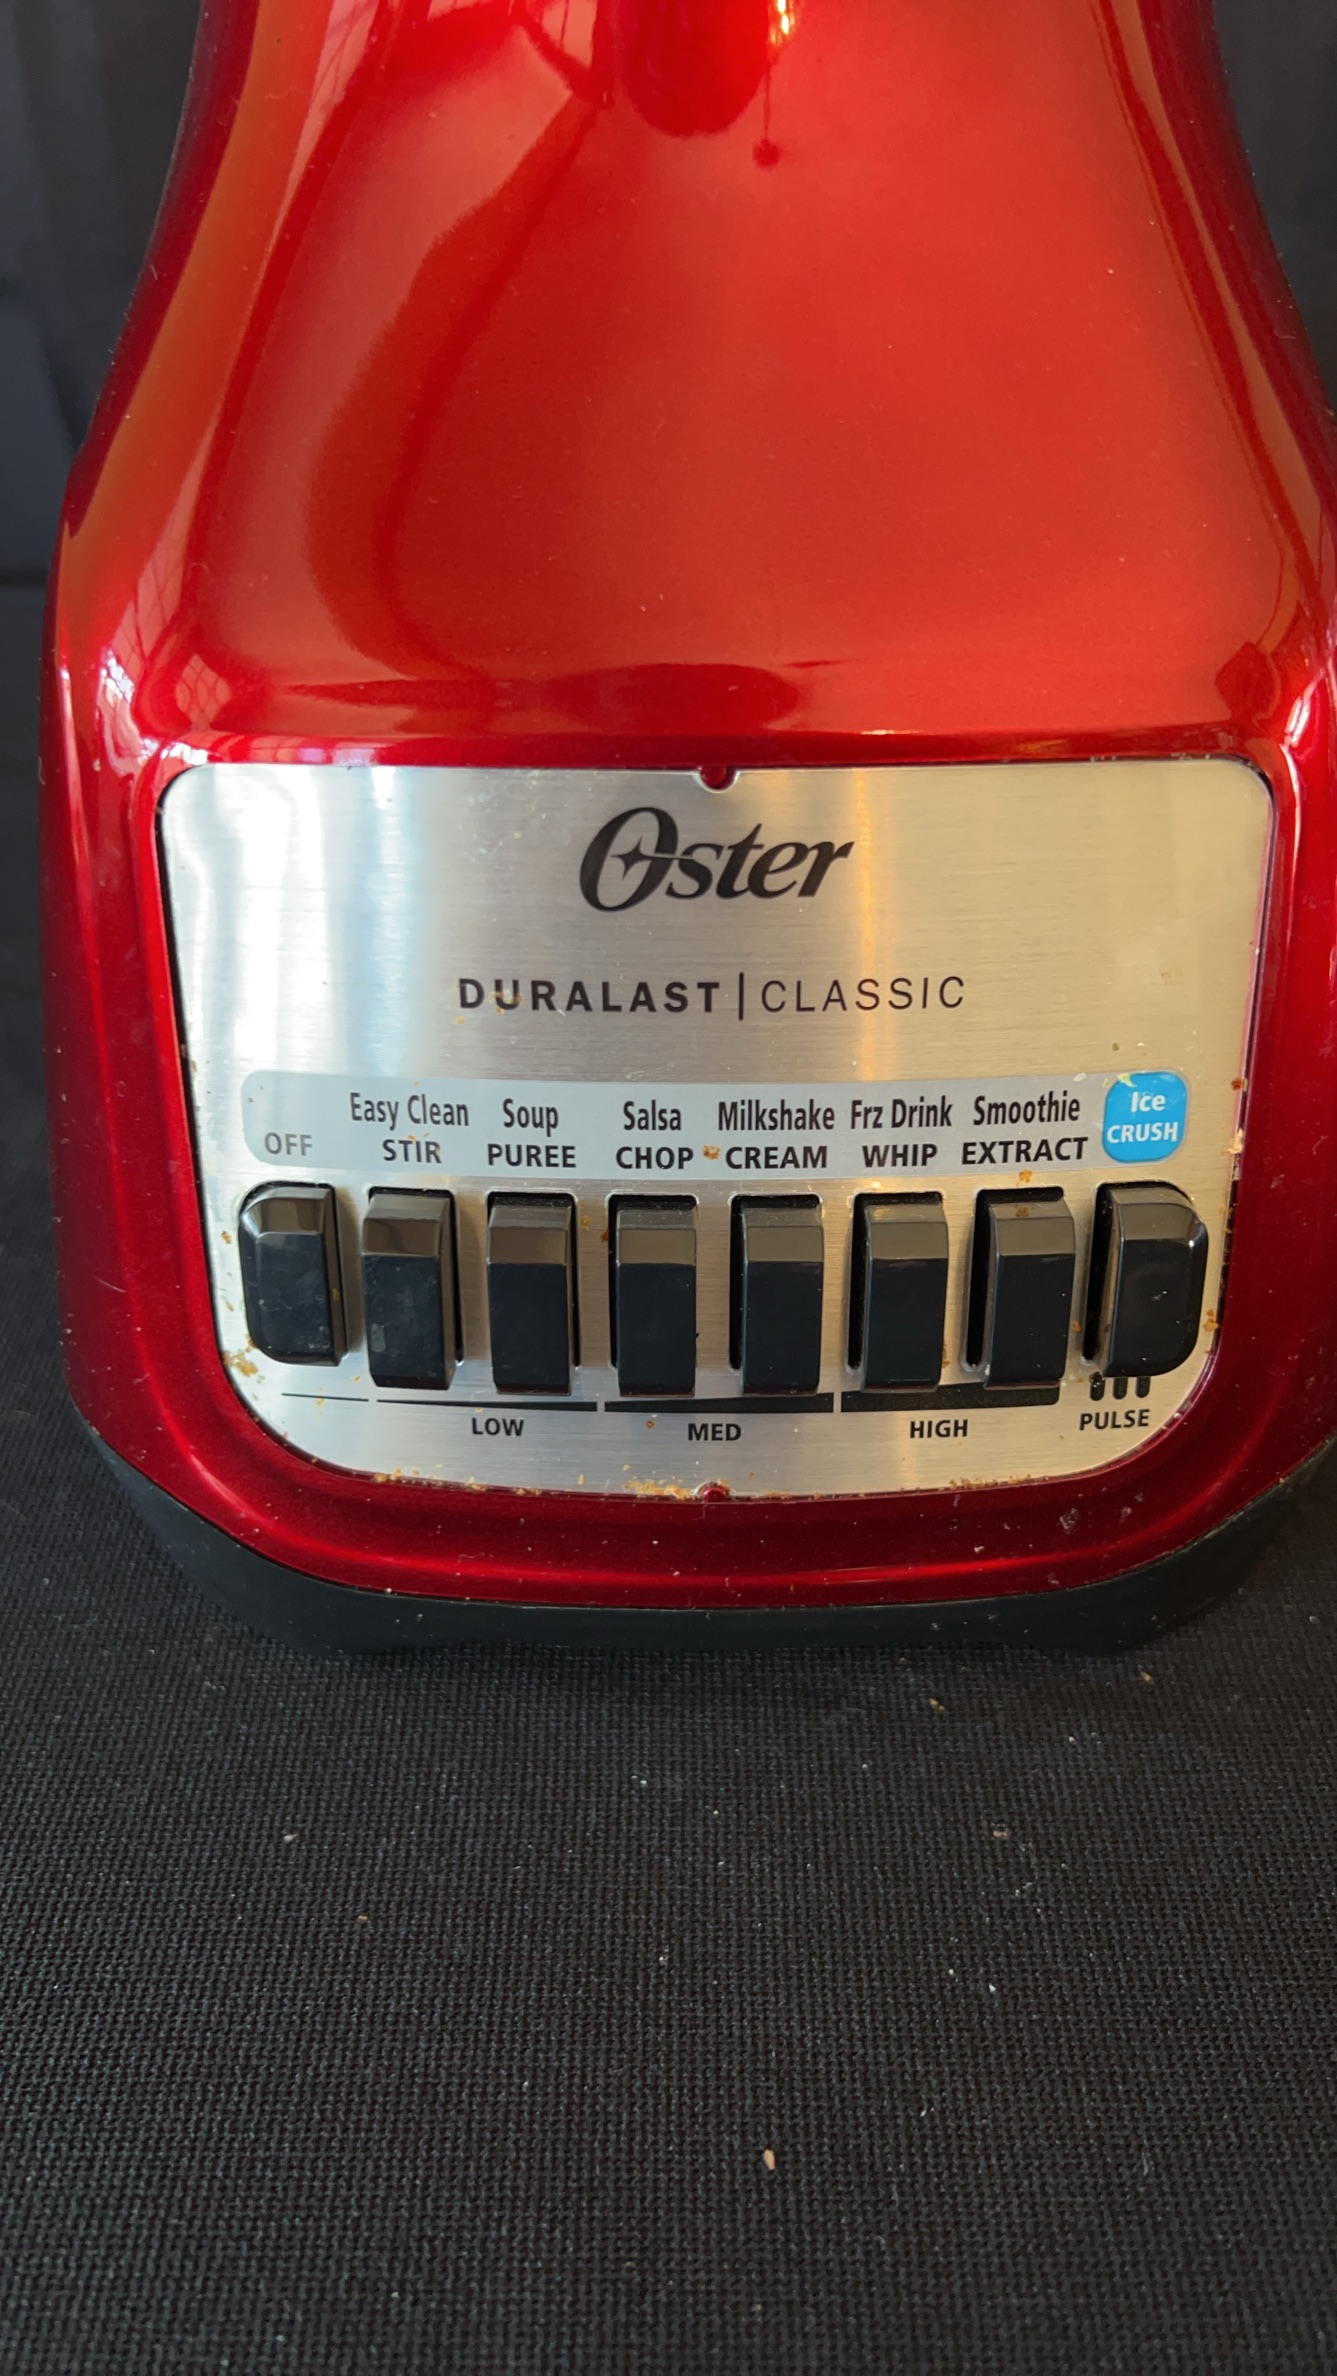 Oster
DURALAST | CLASSIC
OFF
Easy Clean
STIR
Soup
PUREE
Salsa
CHOP
Milkshake
CREAM
Frz Drink
WHIP
Smoothie
EXTRACT
Ice
CRUSH
LOW
MED
HIGH
PULSE